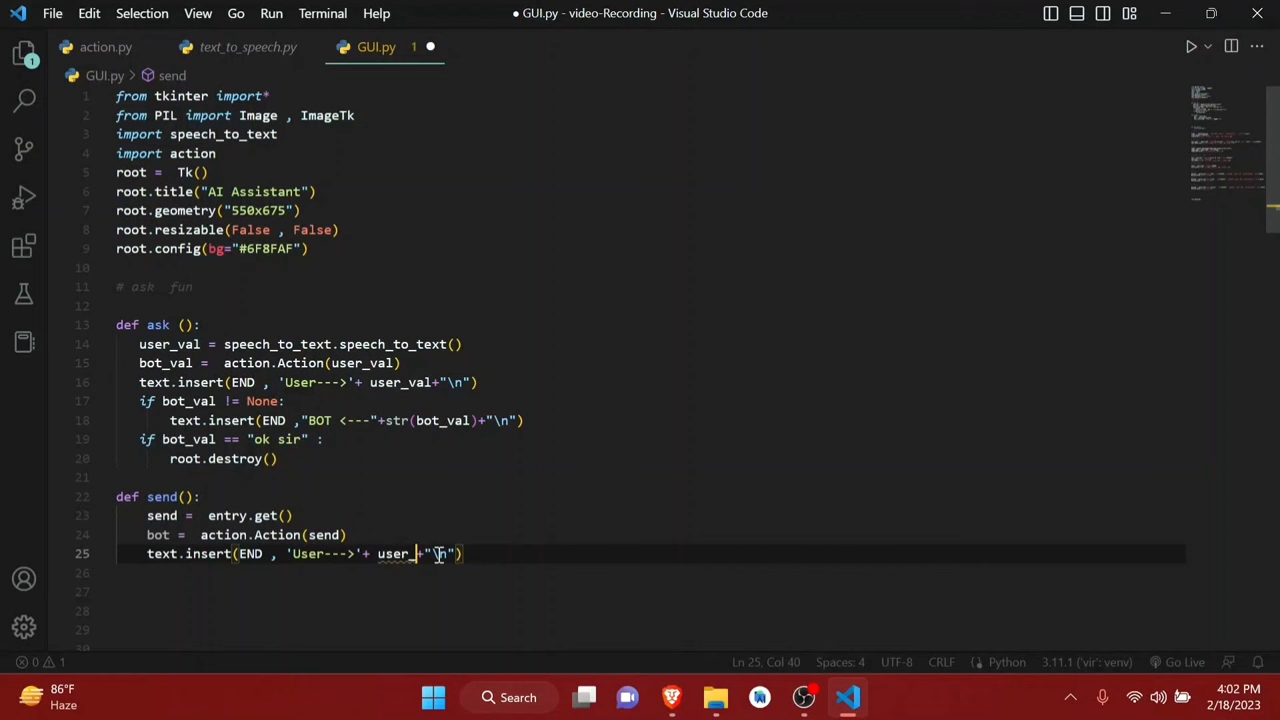 File Edit Selection View Go Run Terminal Help
● GUI.py - video-Recording - Visual Studio Code
action.py text_to_speech.py GUI.py 1
GUI.py > send
1 from tkinter import*
2 from PIL import Image , ImageTk
3 import speech_to_text
4 import action
5 root =  Tk()
6 root.title("AI Assistant")
7 root.geometry("550x675")
8 root.resizable(False , False)
9 root.config(bg="#6F8FAF")
10
11 # ask  fun
12
13 def ask ():
14 user_val = speech_to_text.speech_to_text()
15 bot_val =  action.Action(user_val)
16 text.insert(END , 'User--->'+ user_val+"\n")
17 if bot_val != None:
18 text.insert(END ,"BOT <---"+str(bot_val)+"\n")
19 if bot_val == "ok sir" :
20 root.destroy()
21
22 def send():
23 send =  entry.get()
24 bot =  action.Action(send)
25 text.insert(END , 'User--->'+ user_+"\n")
26
27
28
29
30
1
0 1 Ln 25, Col 40 Spaces: 4 UTF-8 CRLF Python 3.11.1 ('vir': venv) Go Live
86°F
Haze
Search
4:02 PM
2/18/2023